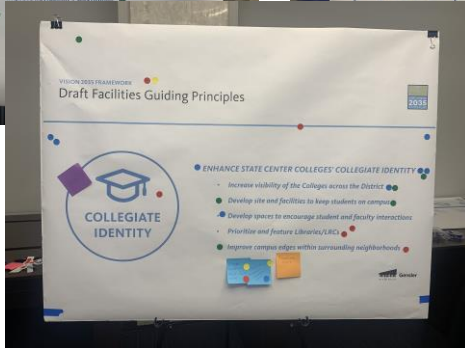 VISION 2035 FRAMEWORK
Draft Facilities Guiding Principles
2035
ENHANCE STATE CENTER COLLEGES' COLLEGIATE IDENTITY
Increase visibility of the Colleges across the District
Develop site and facilities to keep students on campus
Develop spaces to encourage student and faculty interactions
Prioritize and feature Libraries/LRCs
Improve campus edges within surrounding neighborhoods
COLLEGIATE
IDENTITY
Gensler